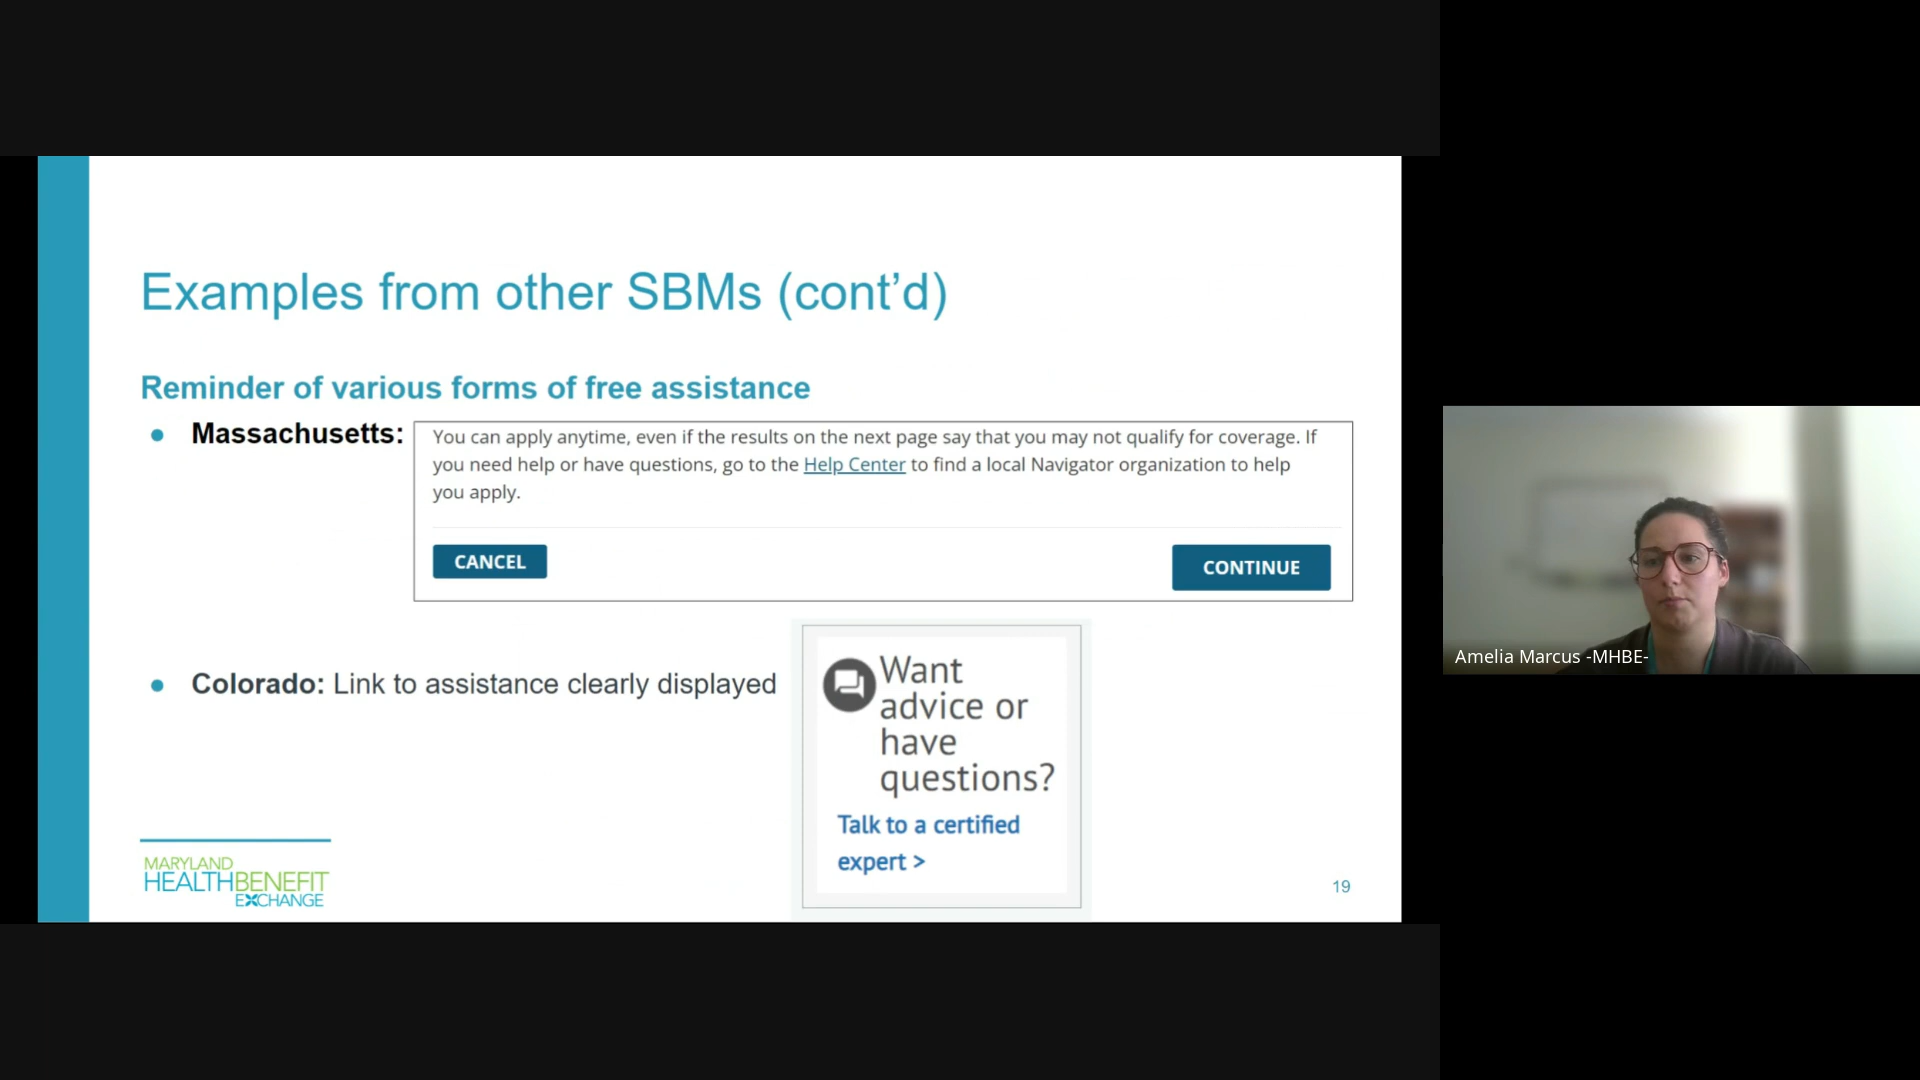 Examples from other SBMs (cont’d)
Reminder of various forms of free assistance
Massachusetts:
You can apply anytime, even if the results on the next page say that you may not qualify for coverage. If
you need help or have questions, go to the Help Center to find a local Navigator organization to help
you apply.
CANCEL
CONTINUE
Colorado: Link to assistance clearly displayed
Want
advice or
have
questions?
Talk to a certified
expert >
MARYLAND
HEALTHBENEFIT
EXCHANGE
19
Amelia Marcus -MHBE-